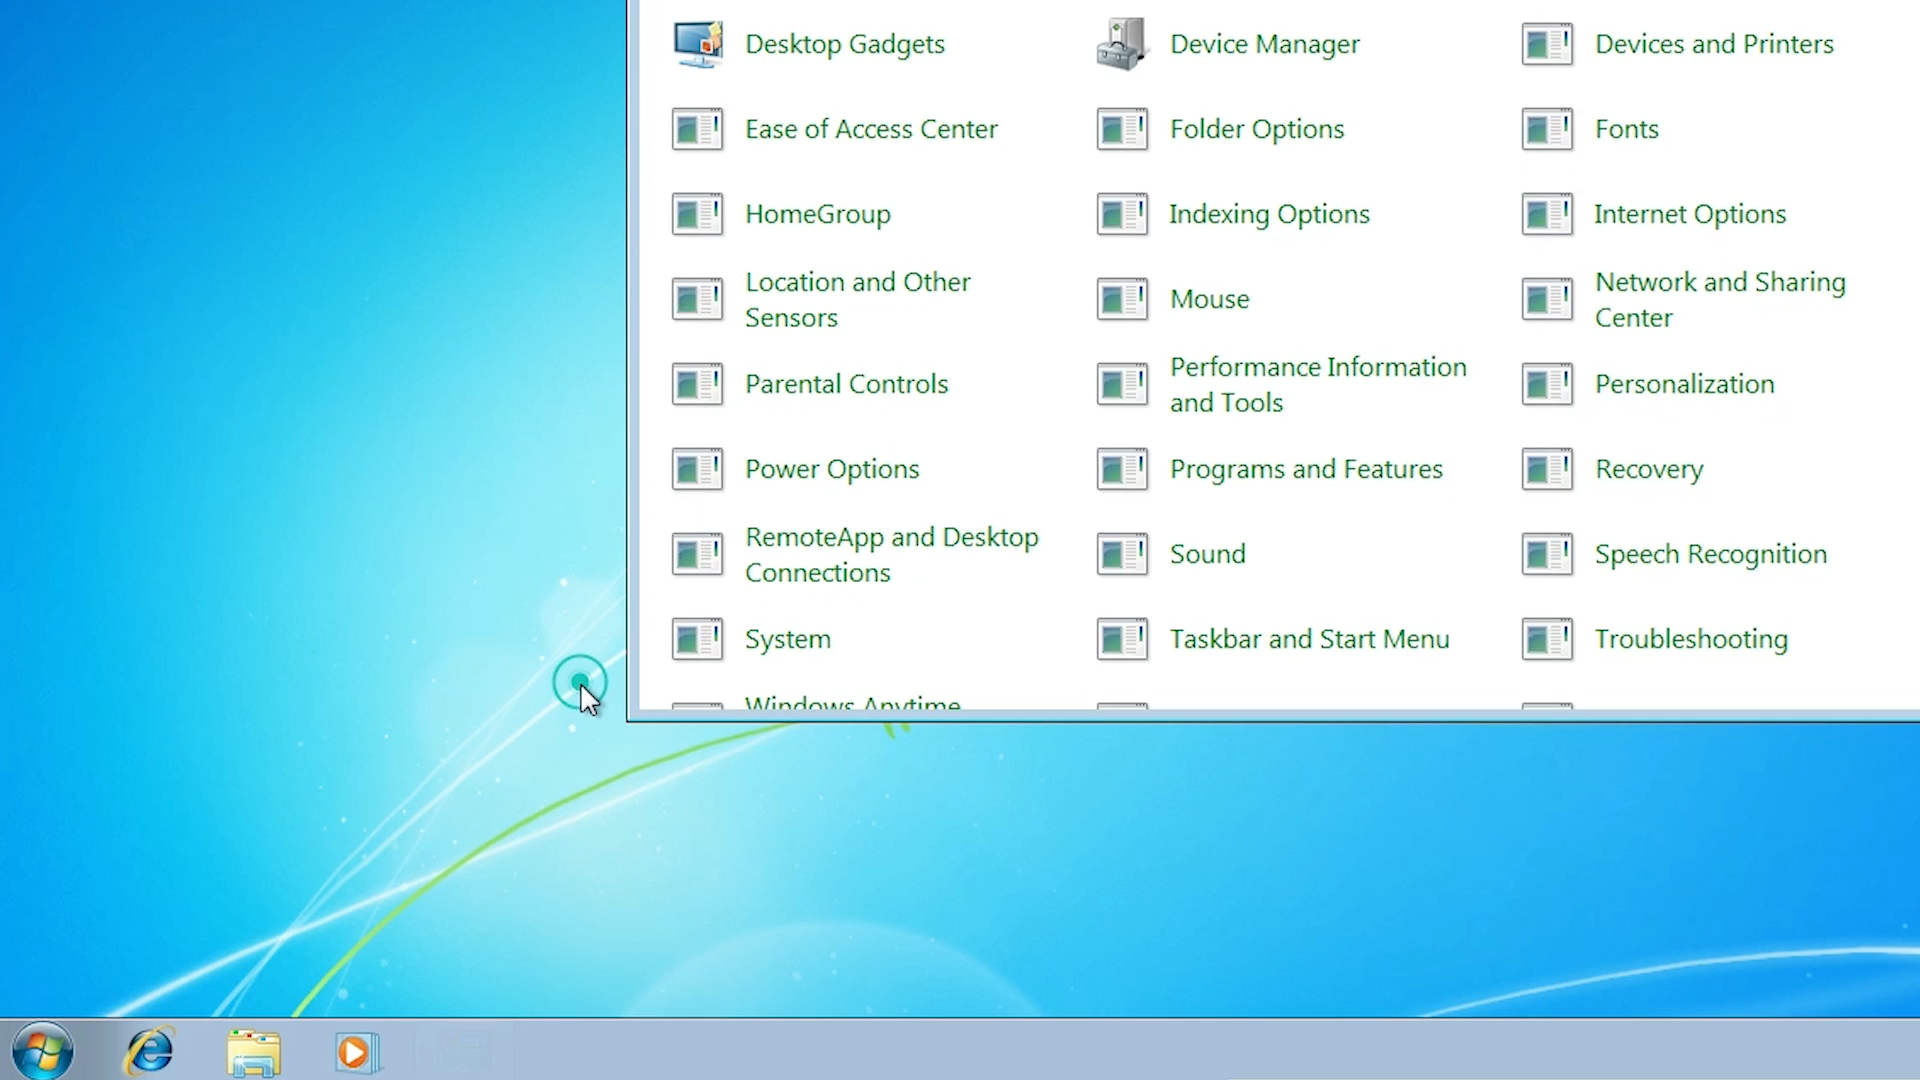 Desktop Gadgets
Device Manager
Devices and Printers
Ease of Access Center
Folder Options
Fonts
HomeGroup
Indexing Options
Internet Options
Location and Other
Sensors
Mouse
Network and Sharing
Center
Parental Controls
Performance Information
and Tools
Personalization
Power Options
Programs and Features
Recovery
RemoteApp and Desktop
Connections
Sound
Speech Recognition
System
Taskbar and Start Menu
Troubleshooting
Windows Anytime